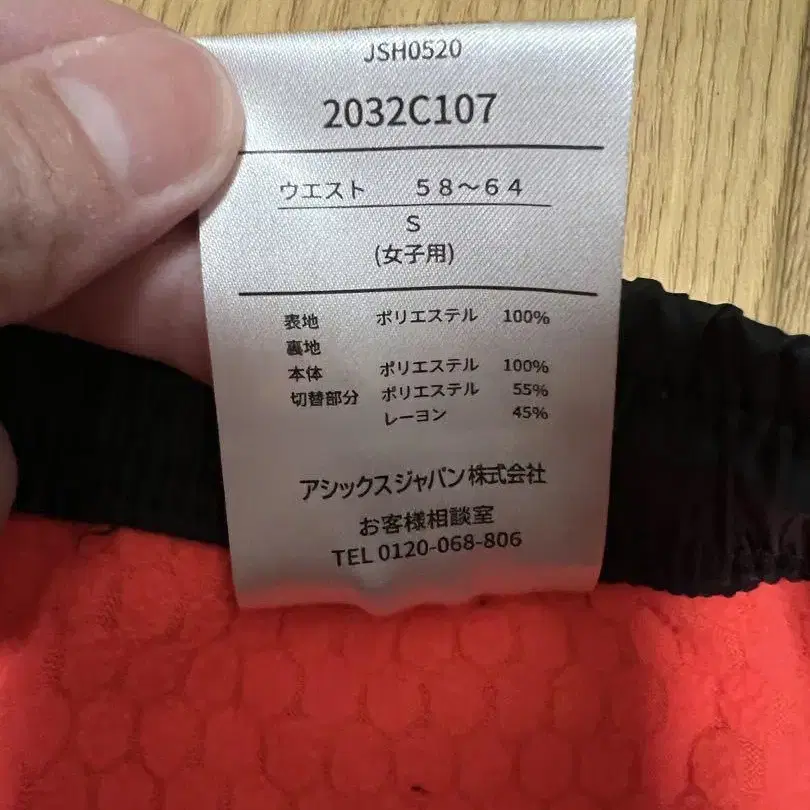 JSH0520
2032C107
ウエスト 58～64
S
(女子用)
表地 ポリエステル 100%
裏地
本体 ポリエステル 100%
切替部分 ポリエステル 55%
レーヨン 45%
アシックスジャパン株式会社
お客様相談室
TEL 0120-068-806